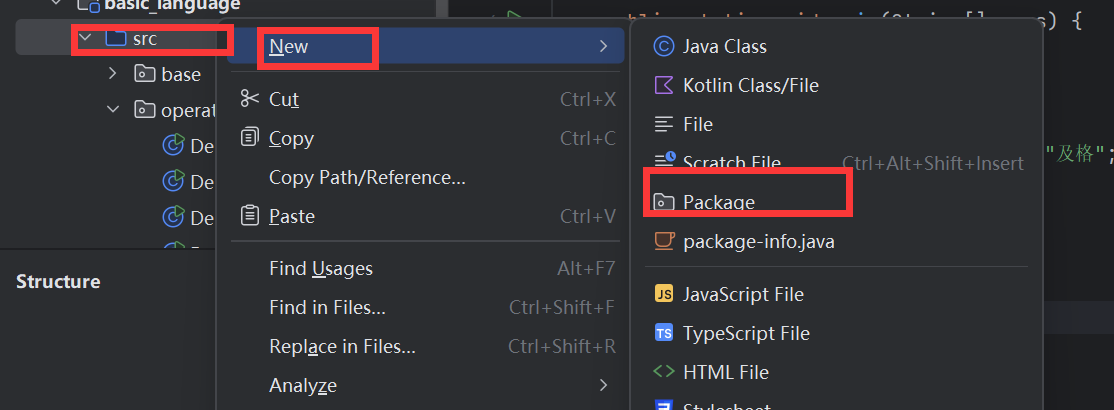 basic_language
src
base
operat
De
De
De
Structure
New
Cut Ctrl+X
Copy Ctrl+C
Copy Path/Reference...
Paste Ctrl+V
Find Usages Alt+F7
Find in Files... Ctrl+Shift+F
Replace in Files... Ctrl+Shift+R
Analyze
Java Class
Kotlin Class/File
File
Scratch File Ctrl+Alt+Shift+Insert
Package
package-info.java
JS JavaScript File
TS TypeScript File
HTML File
Stylesheet
) {
"及格";